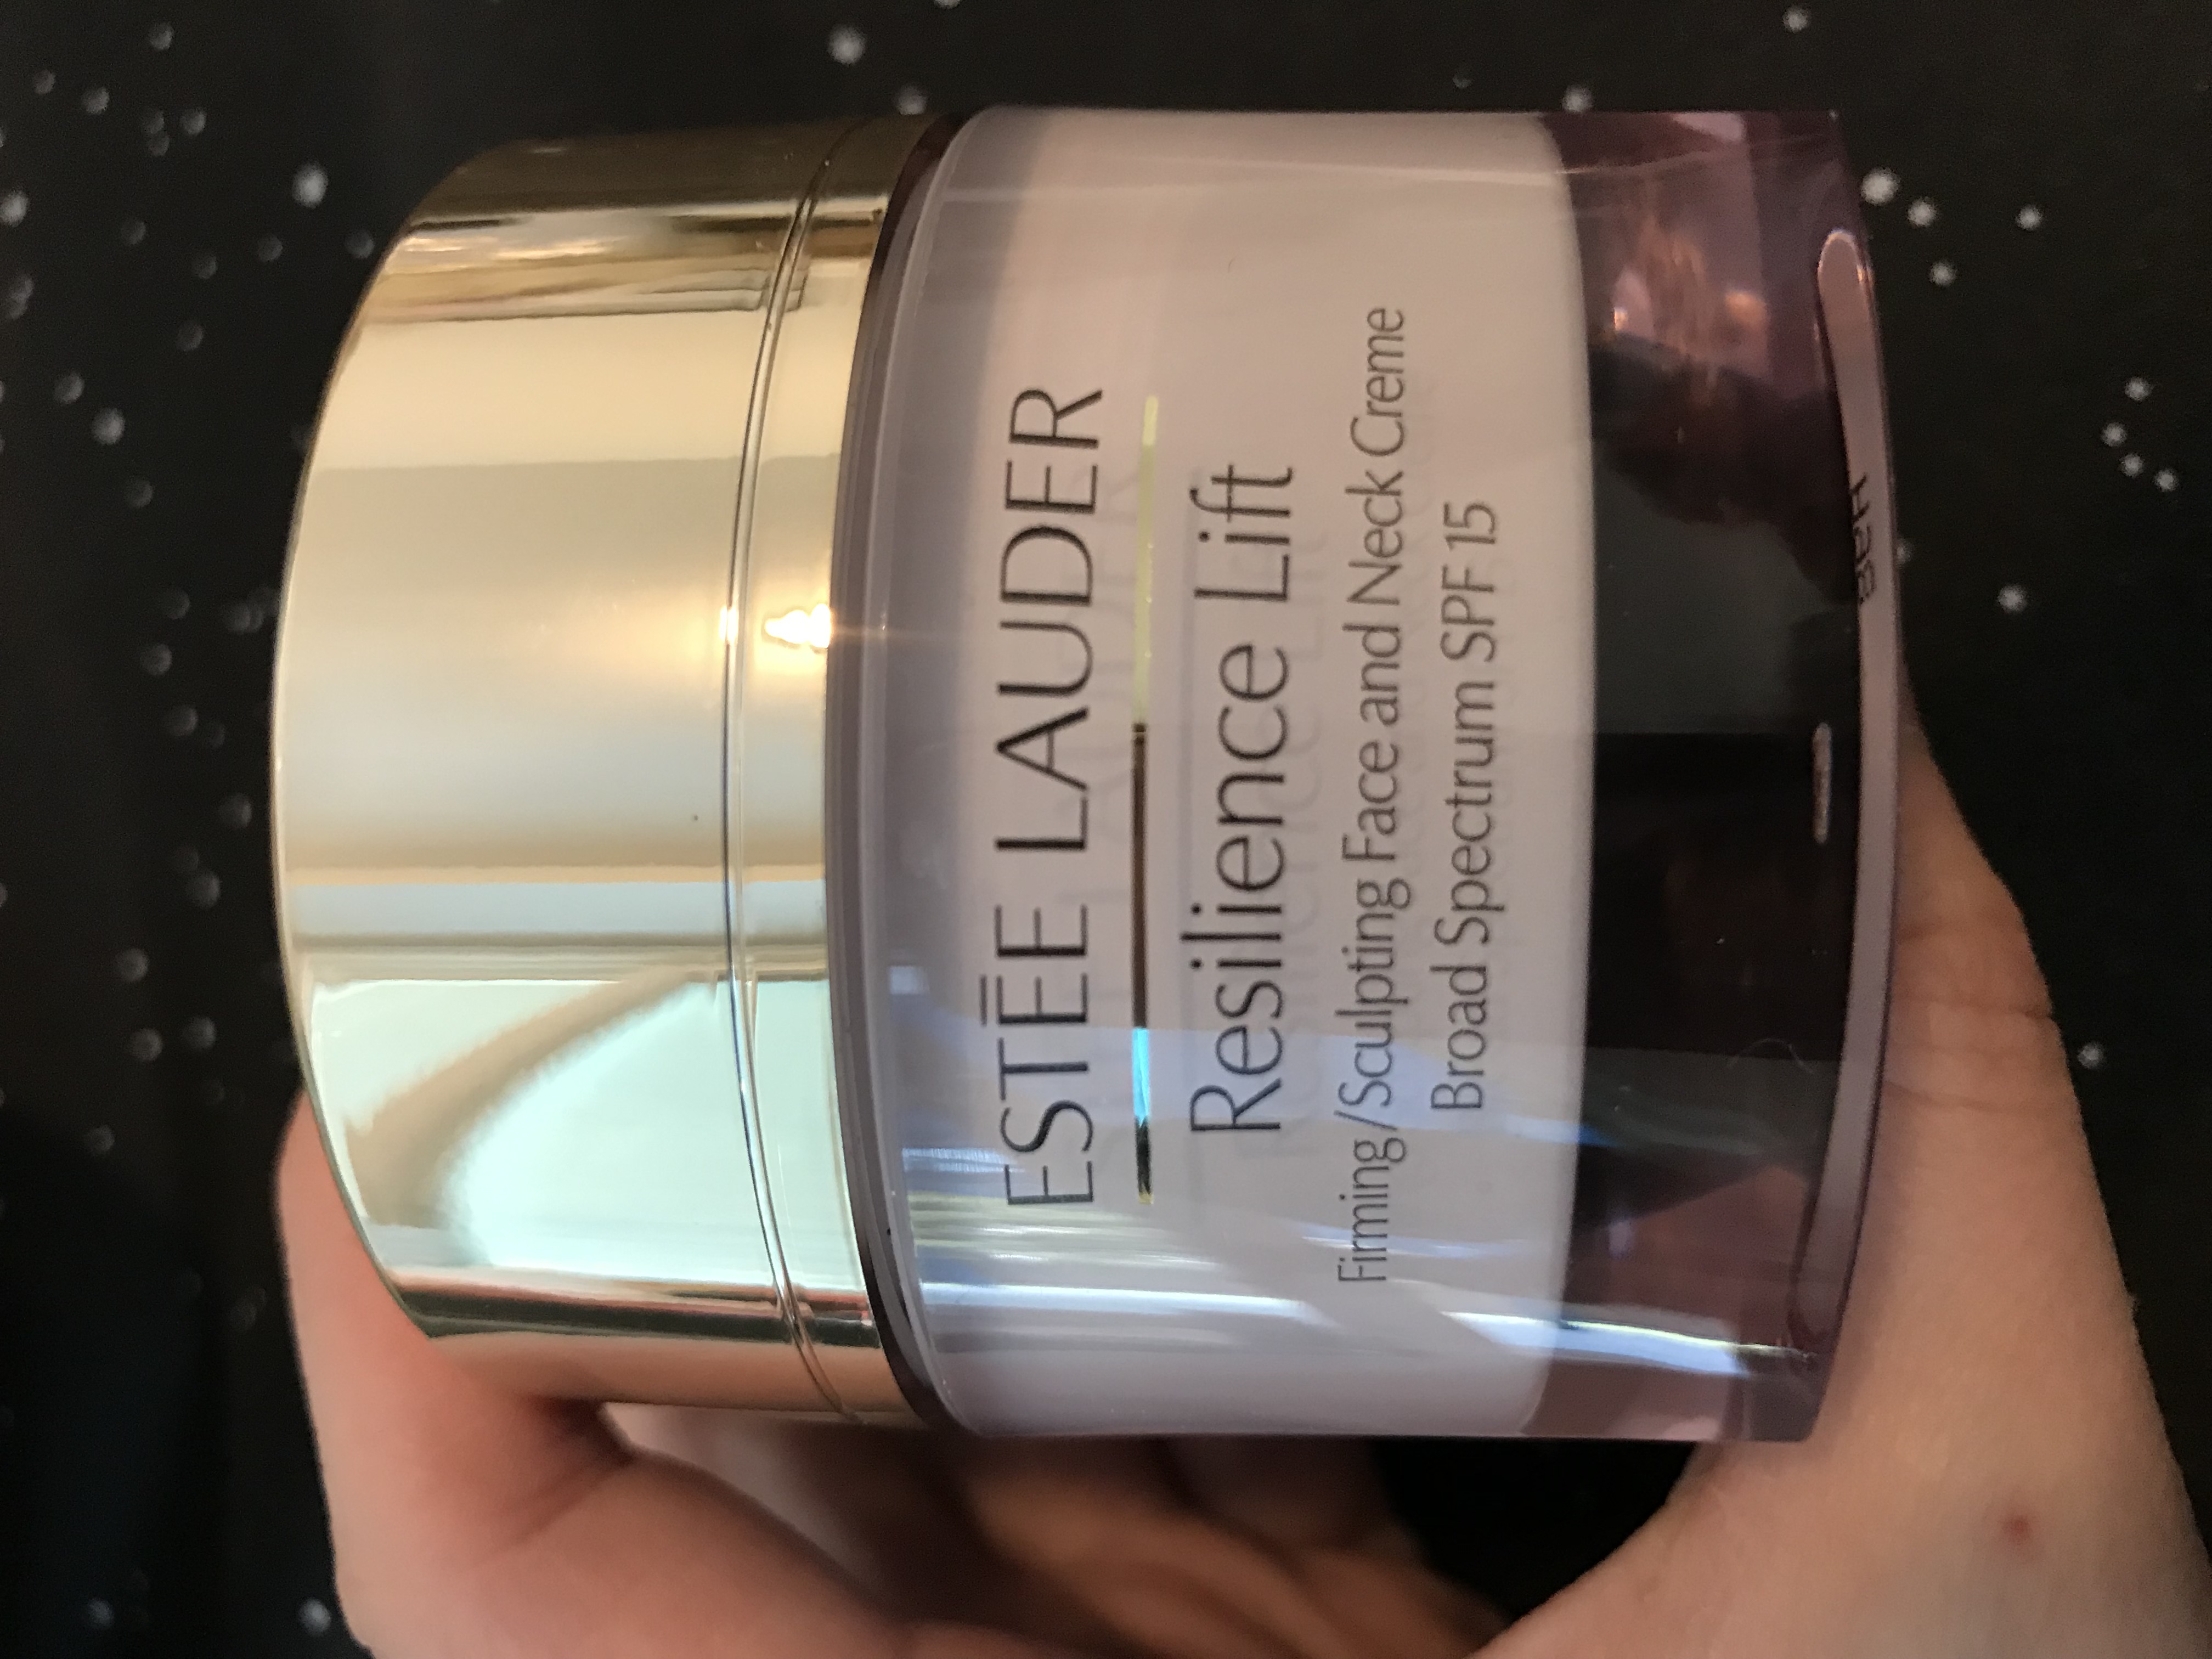 ESTĒE LAUDER
Resilience Lift
Firming/Sculpting Face and Neck Creme
Broad Spectrum SPF 15